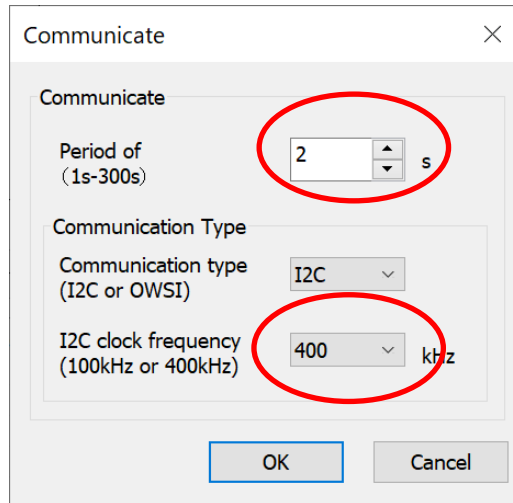 Communicate
Communicate
Period of
（1s-300s)
2
s
Communication Type
Communication type
(I2C or OWSI)
I2C
I2C clock frequency
(100kHz or 400kHz)
400
kHz
OK
Cancel